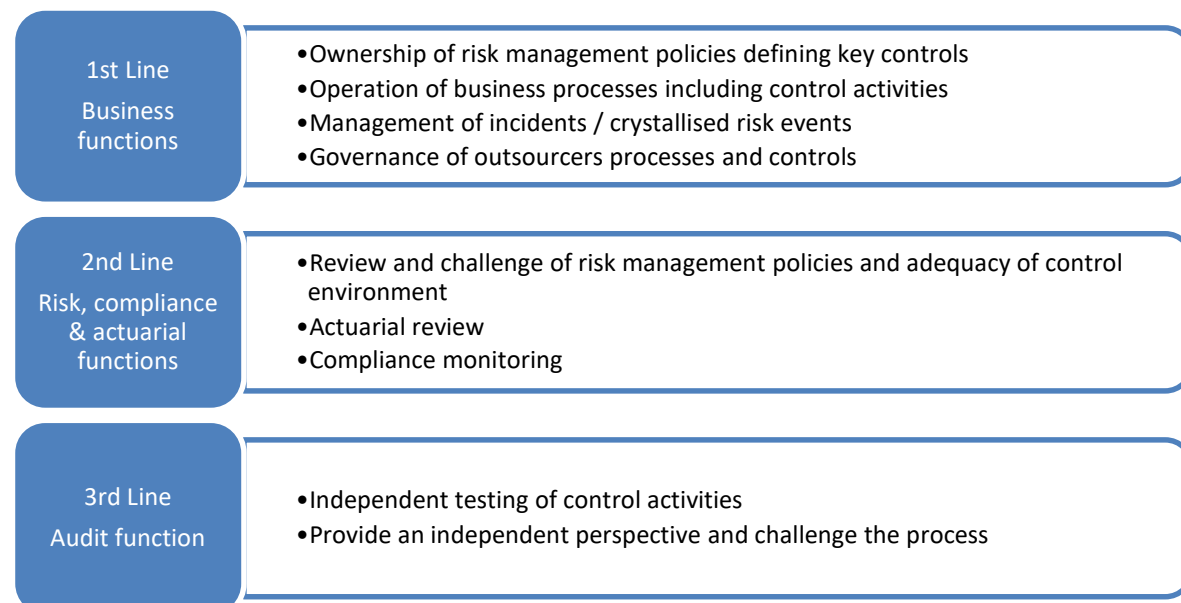 1st Line
Business
functions
•Ownership of risk management policies defining key controls
•Operation of business processes including control activities
•Management of incidents / crystallised risk events
•Governance of outsourcers processes and controls
2nd Line
Risk, compliance
& actuarial
functions
•Review and challenge of risk management policies and adequacy of control
environment
•Actuarial review
•Compliance monitoring
3rd Line
Audit function
•Independent testing of control activities
•Provide an independent perspective and challenge the process